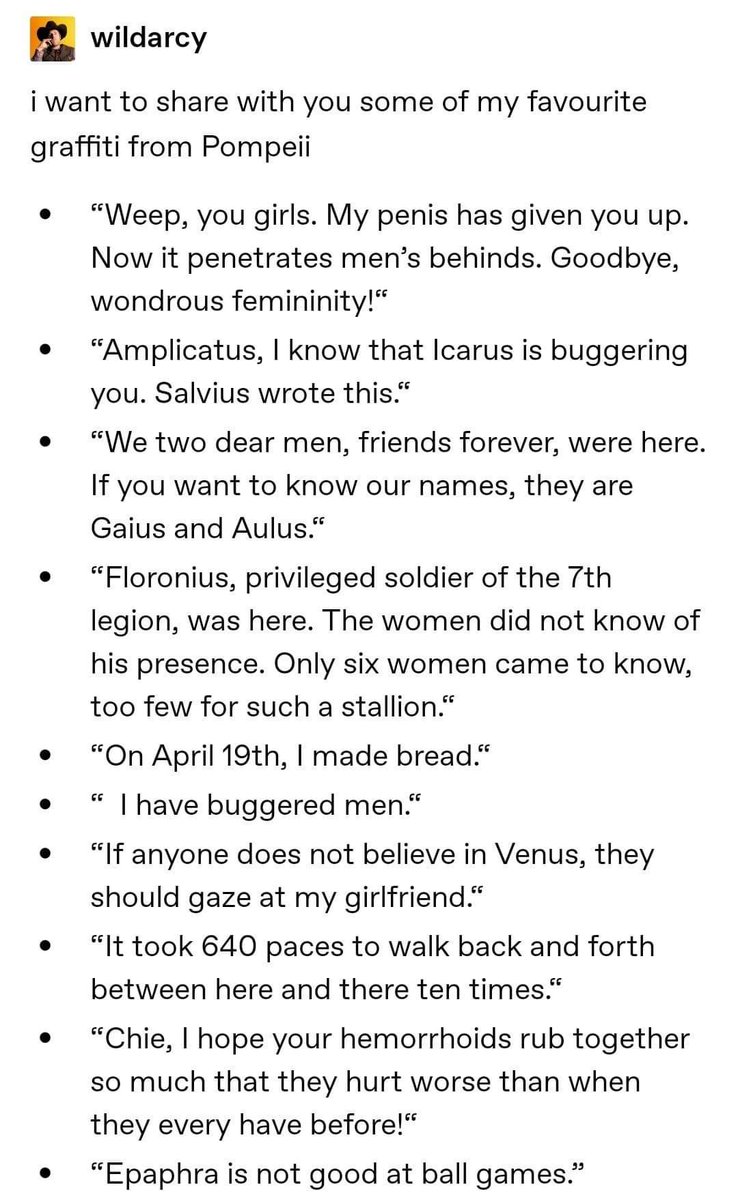 wildarcy
i want to share with you some of my favourite
graffiti from Pompeii
• “Weep, you girls. My penis has given you up.
Now it penetrates men’s behinds. Goodbye,
wondrous femininity!“
• “Amplicatus, I know that Icarus is buggering
you. Salvius wrote this.“
• “We two dear men, friends forever, were here.
If you want to know our names, they are
Gaius and Aulus.“
• “Floronius, privileged soldier of the 7th
legion, was here. The women did not know of
his presence. Only six women came to know,
too few for such a stallion.“
• “On April 19th, I made bread.“
• “ I have buggered men.“
• “If anyone does not believe in Venus, they
should gaze at my girlfriend.“
• “It took 640 paces to walk back and forth
between here and there ten times.“
• “Chie, I hope your hemorrhoids rub together
so much that they hurt worse than when
they every have before!“
• “Epaphra is not good at ball games.”